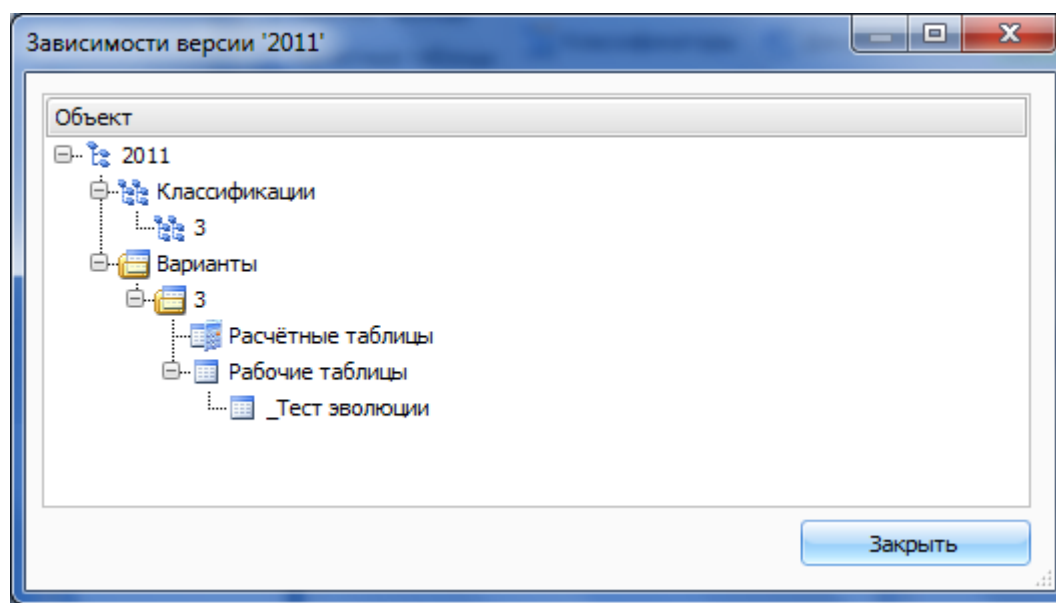 Зависимости версии '2011'
Объект
2011
Классификации
3
Варианты
3
Расчётные таблицы
Рабочие таблицы
_Тест эволюции
Закрыть